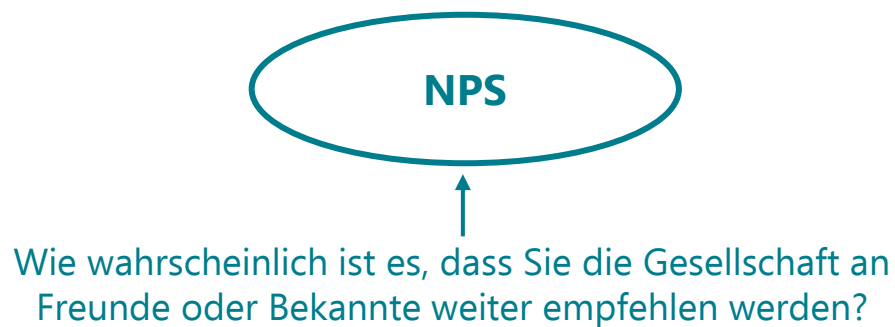 NPS
Wie wahrscheinlich ist es, dass Sie die Gesellschaft an
Freunde oder Bekannte weiter empfehlen werden?